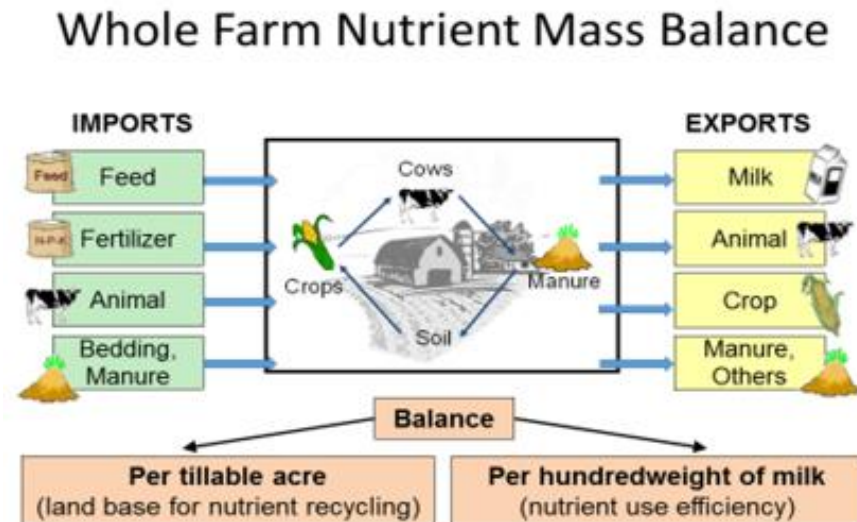 Whole Farm Nutrient Mass Balance
IMPORTS
Feed
Feed
N-P-K
Fertilizer
Animal
Bedding,
Manure
Cows
Crops
Manure
Soil
EXPORTS
Milk
Animal
Crop
Manure,
Others
Balance
Per tillable acre
(land base for nutrient recycling)
Per hundredweight of milk
(nutrient use efficiency)